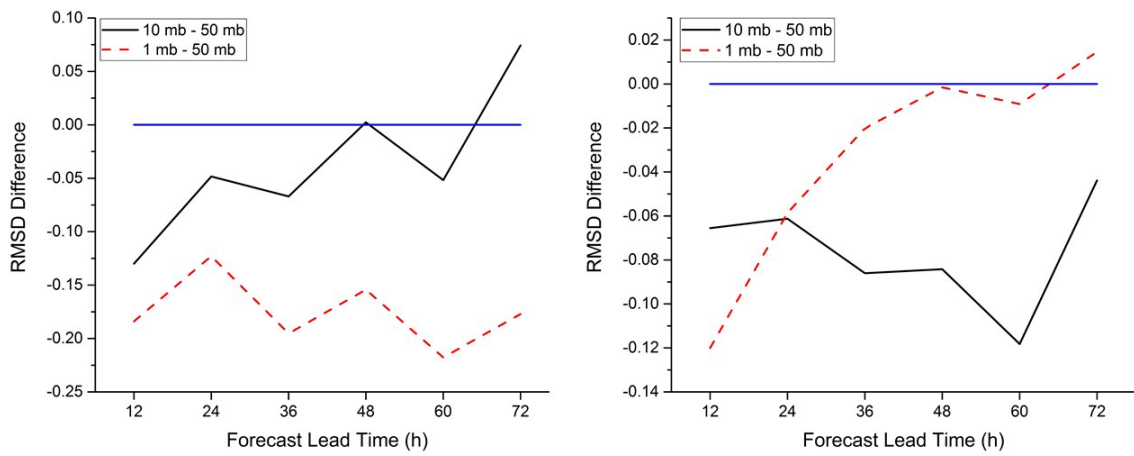 10 mb - 50 mb
1 mb - 50 mb
0.10
0.05
0.00
-0.05
-0.10
-0.15
-0.20
-0.25
RMSD Difference
12 24 36 48 60 72
Forecast Lead Time (h)
10 mb - 50 mb
1 mb - 50 mb
0.02
0.00
-0.02
-0.04
-0.06
-0.08
-0.10
-0.12
-0.14
RMSD Difference
12 24 36 48 60 72
Forecast Lead Time (h)